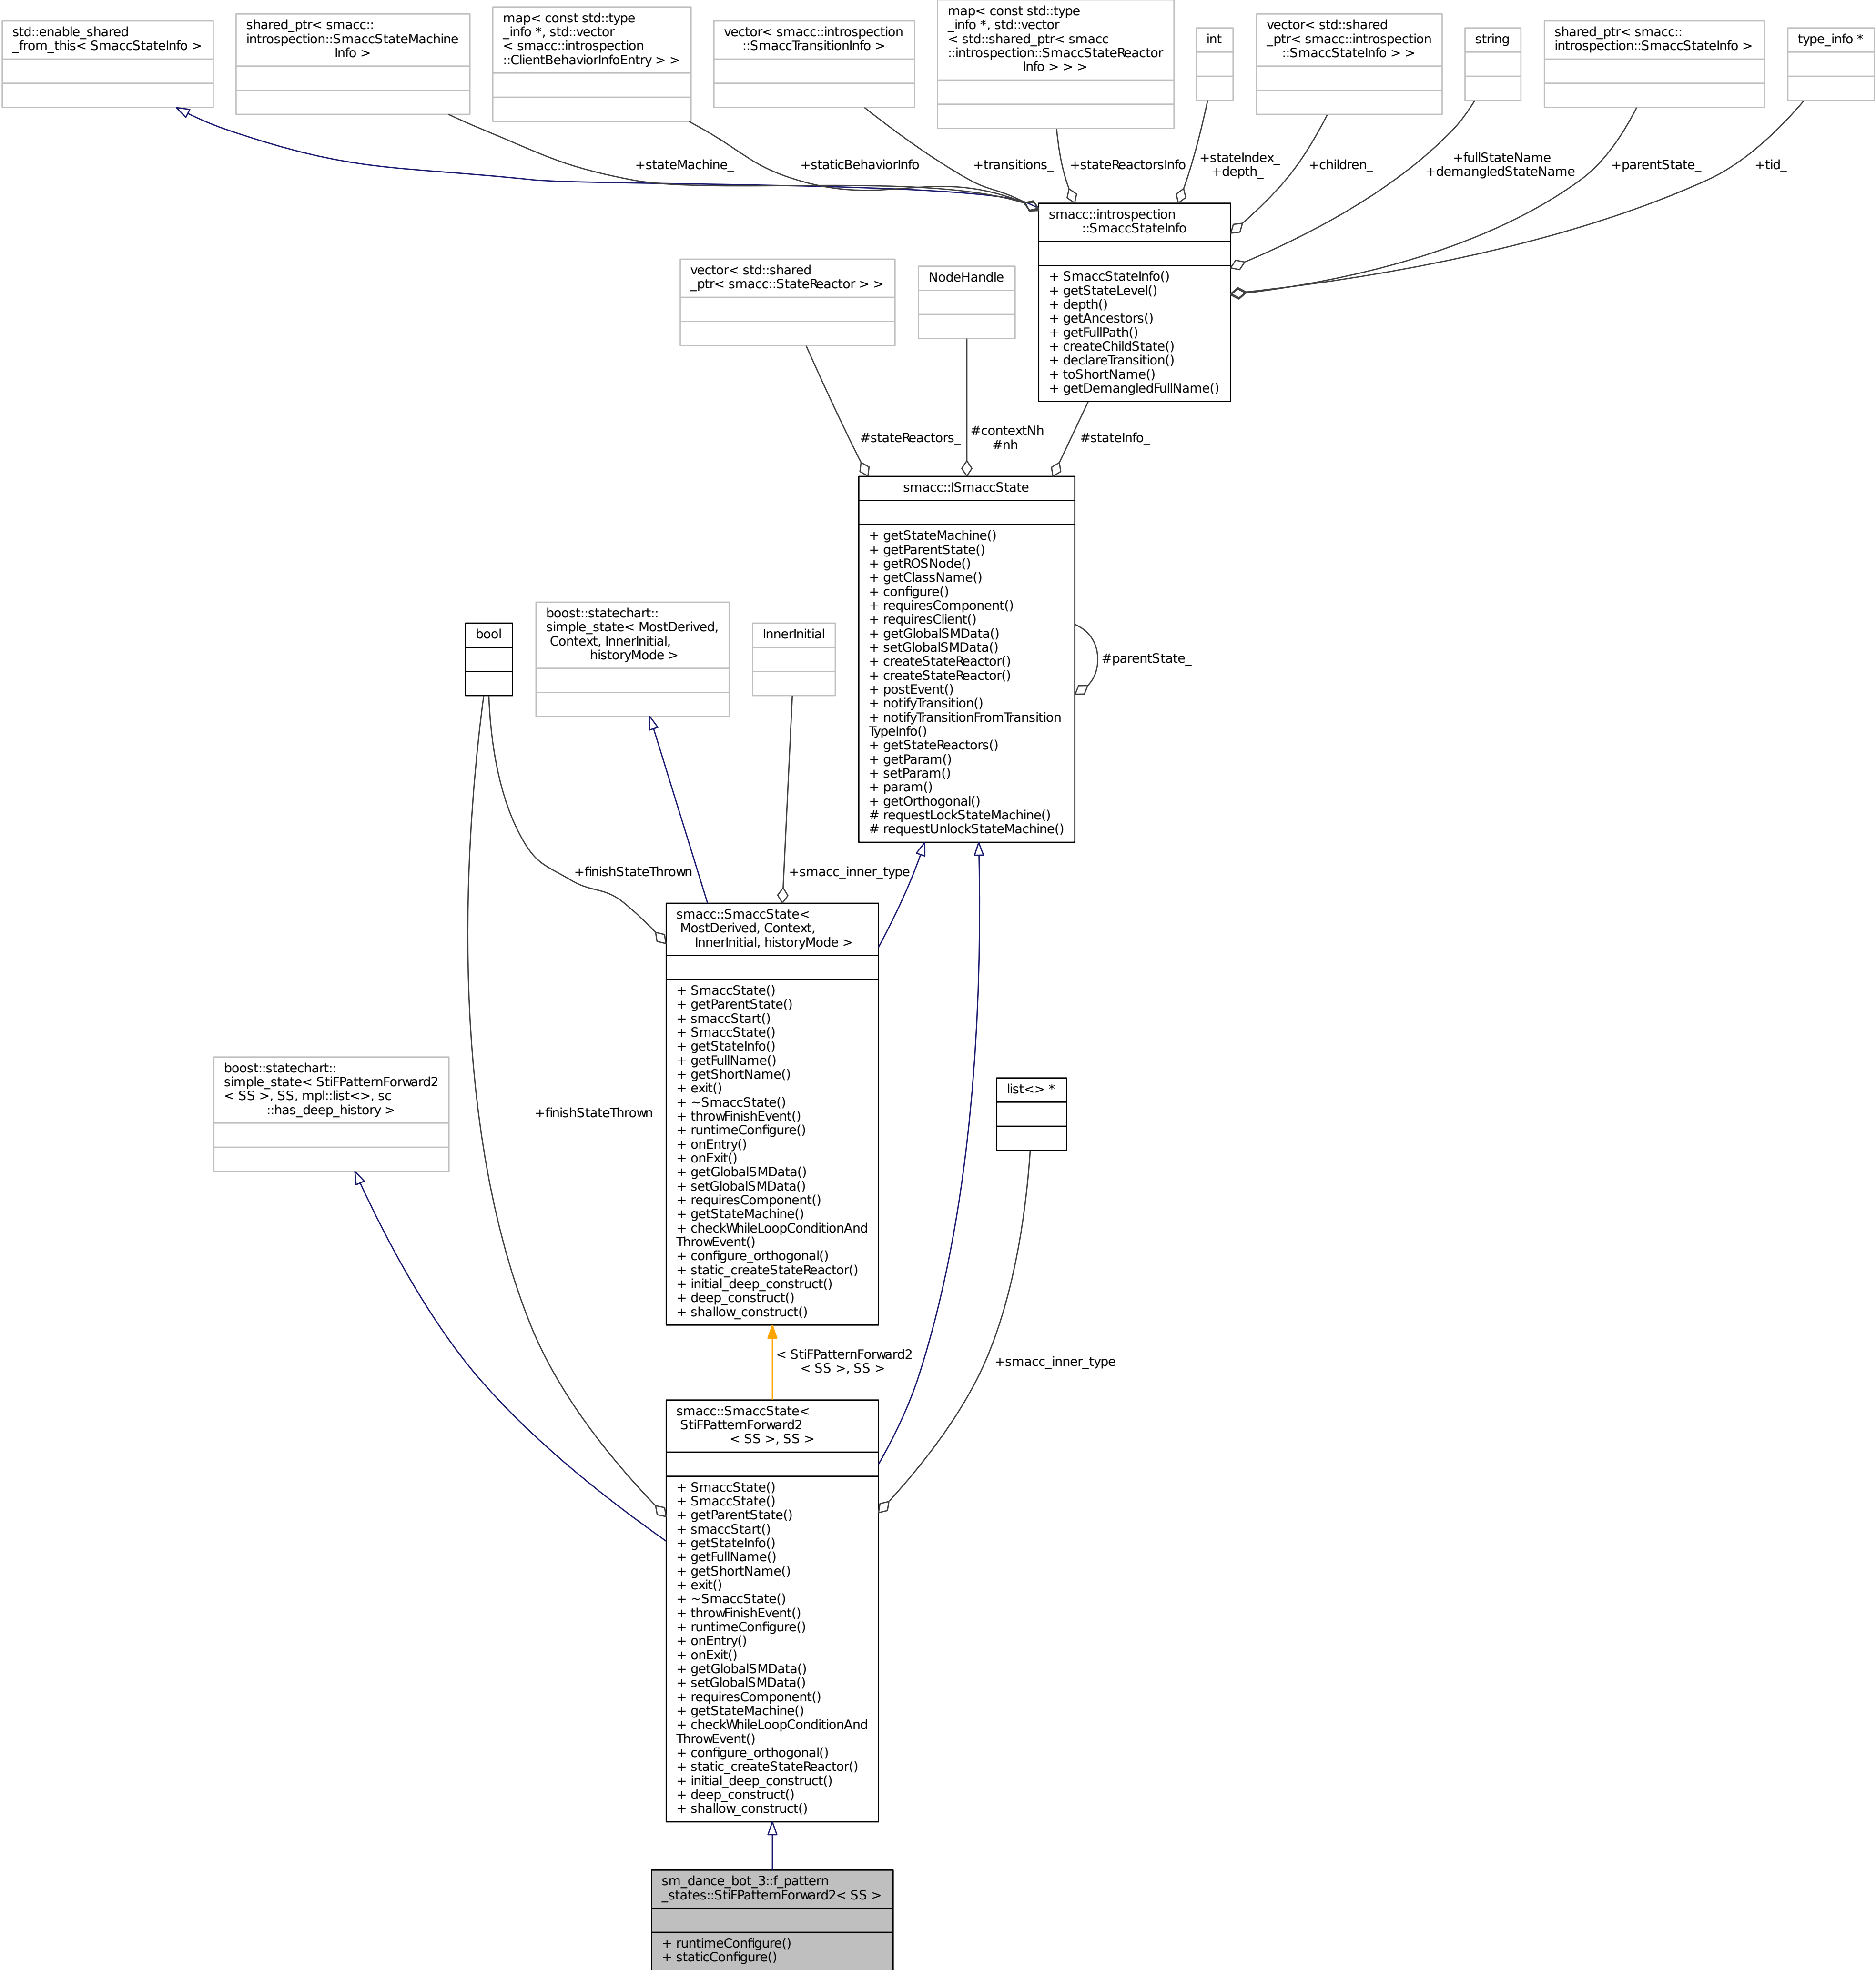 std::enable_shared
_from_this< SmaccStateInfo >
shared_ptr< smacc::
introspection::SmaccStateMachine
Info >
map< const std::type
_info *, std::vector
< smacc::introspection
::ClientBehaviorInfoEntry > >
vector< smacc::introspection
::SmaccTransitionInfo >
map< const std::type
_info *, std::vector
< std::shared_ptr< smacc
::introspection::SmaccStateReactor
Info > > >
int
vector< std::shared
_ptr< smacc::introspection
::SmaccStateInfo > >
string
shared_ptr< smacc::
introspection::SmaccStateInfo >
type_info *
+stateMachine_
+staticBehaviorInfo
+transitions_
+stateReactorsInfo
+stateIndex_
+depth_
+children_
+fullStateName
+demangledStateName
+parentState_
+tid_
smacc::introspection
::SmaccStateInfo
+ SmaccStateInfo()
+ getStateLevel()
+ depth()
+ getAncestors()
+ getFullPath()
+ createChildState()
+ declareTransition()
+ toShortName()
+ getDemangledFullName()
vector< std::shared
_ptr< smacc::StateReactor > >
NodeHandle
#stateReactors_
#contextNh
#nh
#stateInfo_
smacc::ISmaccState
+ getStateMachine()
+ getParentState()
+ getROSNode()
+ getClassName()
+ configure()
+ requiresComponent()
+ requiresClient()
+ getGlobalSMData()
+ setGlobalSMData()
+ createStateReactor()
+ createStateReactor()
+ postEvent()
+ notifyTransition()
+ notifyTransitionFromTransition
TypeInfo()
+ getStateReactors()
+ getParam()
+ setParam()
+ param()
+ getOrthogonal()
# requestLockStateMachine()
# requestUnlockStateMachine()
#parentState_
bool
boost::statechart::
simple_state< MostDerived,
Context, InnerInitial,
historyMode >
InnerInitial
+finishStateThrown
+smacc_inner_type
smacc::SmaccState<
MostDerived, Context,
InnerInitial, historyMode >
+ SmaccState()
+ getParentState()
+ smaccStart()
+ SmaccState()
+ getStateInfo()
+ getFullName()
+ getShortName()
+ exit()
+ ~SmaccState()
+ throwFinishEvent()
+ runtimeConfigure()
+ onEntry()
+ onExit()
+ getGlobalSMData()
+ setGlobalSMData()
+ requiresComponent()
+ getStateMachine()
+ checkWhileLoopConditionAnd
ThrowEvent()
+ configure_orthogonal()
+ static_createStateReactor()
+ initial_deep_construct()
+ deep_construct()
+ shallow_construct()
boost::statechart::
simple_state< StiFPatternForward2
< SS >, SS, mpl::list<>, sc
::has_deep_history >
+finishStateThrown
list<> *
< StiFPatternForward2
< SS >, SS >
+smacc_inner_type
smacc::SmaccState<
StiFPatternForward2
< SS >, SS >
+ SmaccState()
+ SmaccState()
+ getParentState()
+ smaccStart()
+ getStateInfo()
+ getFullName()
+ getShortName()
+ exit()
+ ~SmaccState()
+ throwFinishEvent()
+ runtimeConfigure()
+ onEntry()
+ onExit()
+ getGlobalSMData()
+ setGlobalSMData()
+ requiresComponent()
+ getStateMachine()
+ checkWhileLoopConditionAnd
ThrowEvent()
+ configure_orthogonal()
+ static_createStateReactor()
+ initial_deep_construct()
+ deep_construct()
+ shallow_construct()
sm_dance_bot_3::f_pattern
_states::StiFPatternForward2< SS >
+ runtimeConfigure()
+ staticConfigure()